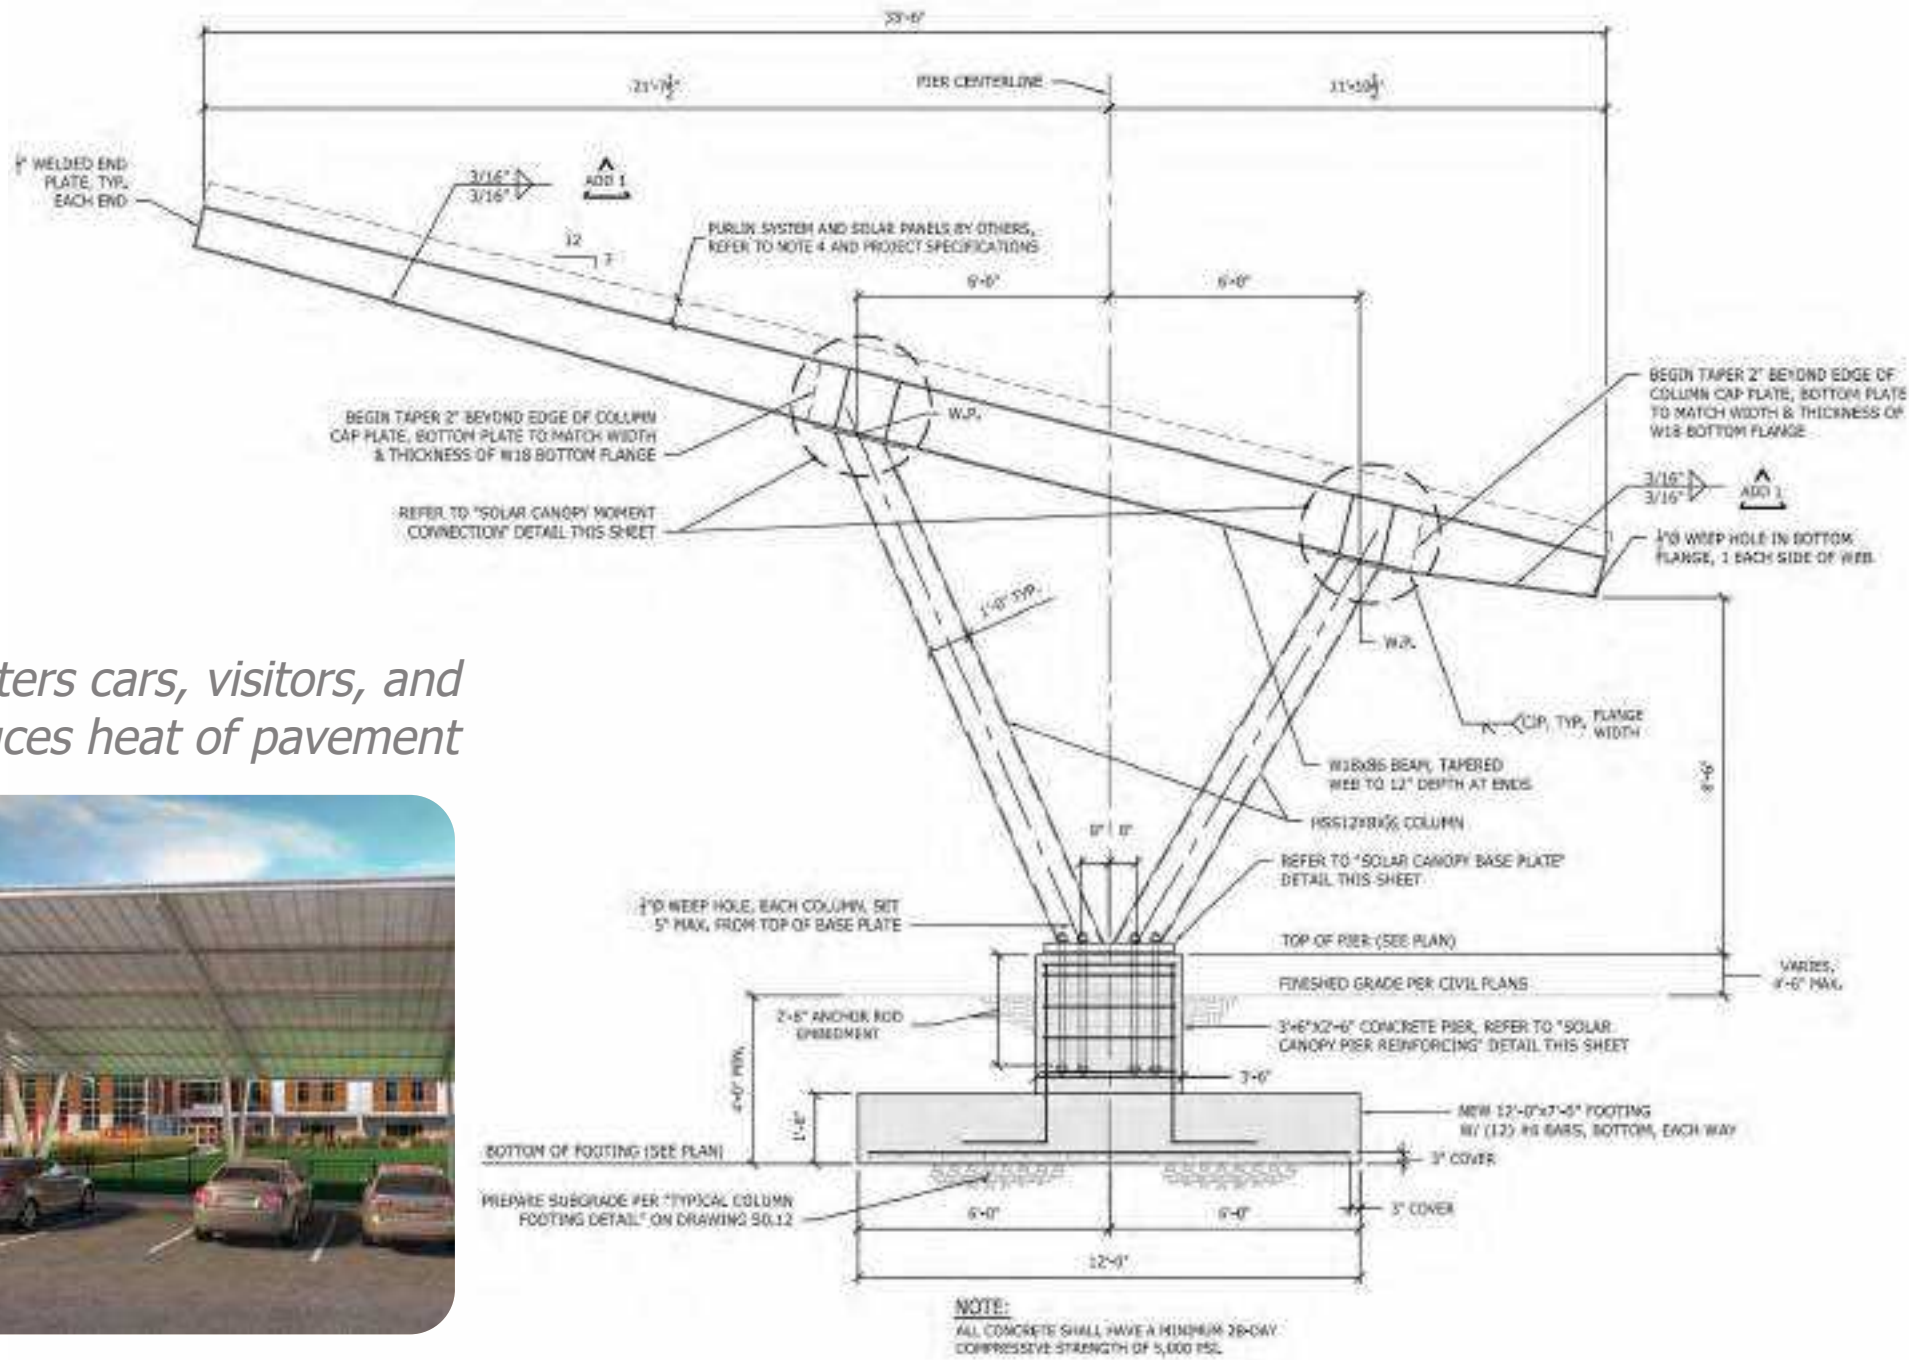 33'-6"
21'-7½"
PIER CENTERLINE
11'-10½"
WELDED END
PLATE, TYP.
EACH END
3/16"
3/16"
ADD 1
12
3
PURLIN SYSTEM AND SOLAR PANELS BY OTHERS,
REFER TO NOTE 4 AND PROJECT SPECIFICATIONS
6'-0"
6'-0"
BEGIN TAPER 2" BEYOND EDGE OF
COLUMN CAP PLATE, BOTTOM PLATE
TO MATCH WIDTH & THICKNESS OF
W18 BOTTOM FLANGE
BEGIN TAPER 2" BEYOND EDGE OF COLUMN
CAP PLATE, BOTTOM PLATE TO MATCH WIDTH
& THICKNESS OF W18 BOTTOM FLANGE
W.P.
3/16"
3/16"
ADD 1
REFER TO "SOLAR CANOPY MOMENT
CONNECTION" DETAIL THIS SHEET
WEEP HOLE IN BOTTOM
FLANGE, 1 EACH SIDE OF WEB
1'-0" TYP.
W.P.
ters cars, visitors, and
uces heat of pavement
CJP, TYP. FLANGE
WIDTH
W18x86 BEAM, TAPERED
WEB TO 12" DEPTH AT ENDS
8'-6"
COLUMN
8" 8"
REFER TO "SOLAR CANOPY BASE PLATE"
DETAIL THIS SHEET
WEEP HOLE, EACH COLUMN, SET
5" MAX. FROM TOP OF BASE PLATE
TOP OF PIER (SEE PLAN)
FINISHED GRADE PER CIVIL PLANS
VARIES,
MAX.
2'-8" ANCHOR ROD
EMBEDMENT
3'-6"X2'-6" CONCRETE PIER, REFER TO "SOLAR
CANOPY PIER REINFORCING" DETAIL THIS SHEET
4'-0" MIN.
3'-6"
1'-8"
NEW 12'-0"x7'-6" FOOTING
W/ (12) #6 BARS, BOTTOM, EACH WAY
BOTTOM OF FOOTING (SEE PLAN)
3" COVER
PREPARE SUBGRADE PER "TYPICAL COLUMN
FOOTING DETAIL" ON DRAWING S0.12
6'-0"
6'-0"
3" COVER
12'-0"
NOTE:
ALL CONCRETE SHALL HAVE A MINIMUM 28-DAY
COMPRESSIVE STRENGTH OF 5,000 PSI.